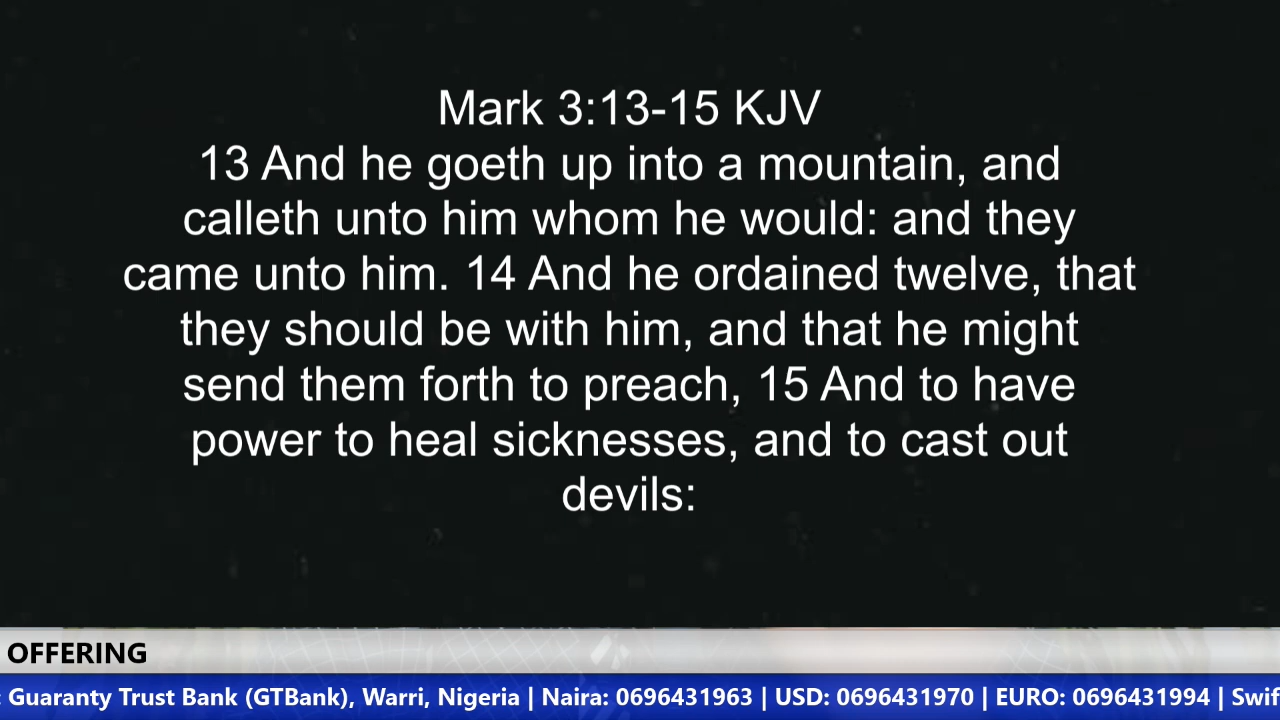 Mark 3:13-15 KJV
13 And he goeth up into a mountain, and
calleth unto him whom he would: and they
came unto him. 14 And he ordained twelve, that
they should be with him, and that he might
send them forth to preach, 15 And to have
power to heal sicknesses, and to cast out
devils:
OFFERING
: Guaranty Trust Bank (GTBank), Warri, Nigeria | Naira: 0696431963 | USD: 0696431970 | EURO: 0696431994 | Swif